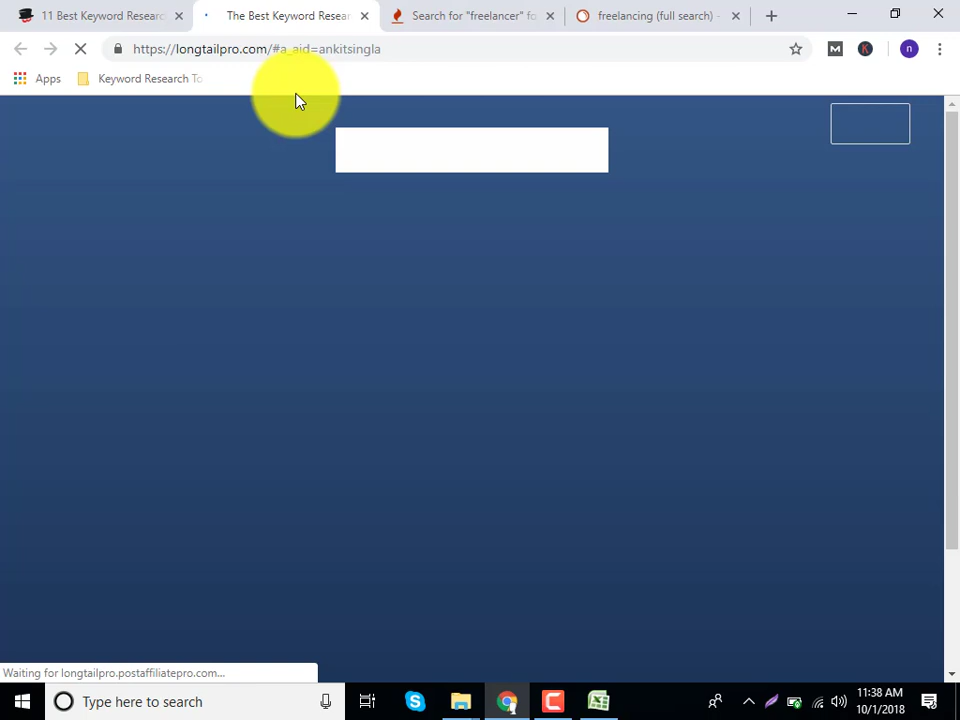 11 Best Keyword Researc
The Best Keyword Resear
Search for "freelancer" fo
freelancing (full search) -
https://longtailpro.com/#a_aid=ankitsingla
M
K
n
Apps
Keyword Research To
Waiting for longtailpro.postaffiliatepro.com...
Type here to search
11:38 AM
10/1/2018